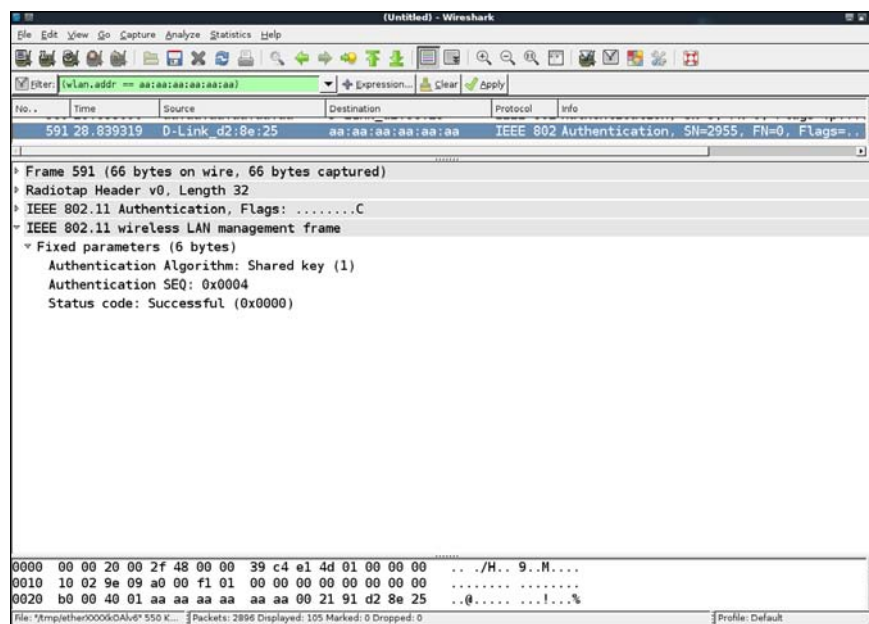 (Untitled) - Wireshark
File Edit View Go Capture Analyze Statistics Help
Filter: (wlan.addr == aa:aa:aa:aa:aa:aa) Expression... Clear Apply
No. . Time Source Destination Protocol Info
591 28.839319 D-Link_d2:8e:25 aa:aa:aa:aa:aa:aa IEEE 802 Authentication, SN=2955, FN=0, Flags=..
Frame 591 (66 bytes on wire, 66 bytes captured)
Radiotap Header v0, Length 32
IEEE 802.11 Authentication, Flags: ........C
IEEE 802.11 wireless LAN management frame
Fixed parameters (6 bytes)
Authentication Algorithm: Shared key (1)
Authentication SEQ: 0x0004
Status code: Successful (0x0000)
0000 00 00 20 00 2f 48 00 00 39 c4 e1 4d 01 00 00 00 .. ./H.. 9..M....
0010 10 02 9e 09 a0 00 f1 01 00 00 00 00 00 00 00 00 ........ ........
0020 b0 00 40 01 aa aa aa aa aa aa 00 21 91 d2 8e 25 ..@..... ...!...%
File: 550 K... Packets: 2896 Displayed: 105 Marked: 0 Dropped: 0 Profile: Default